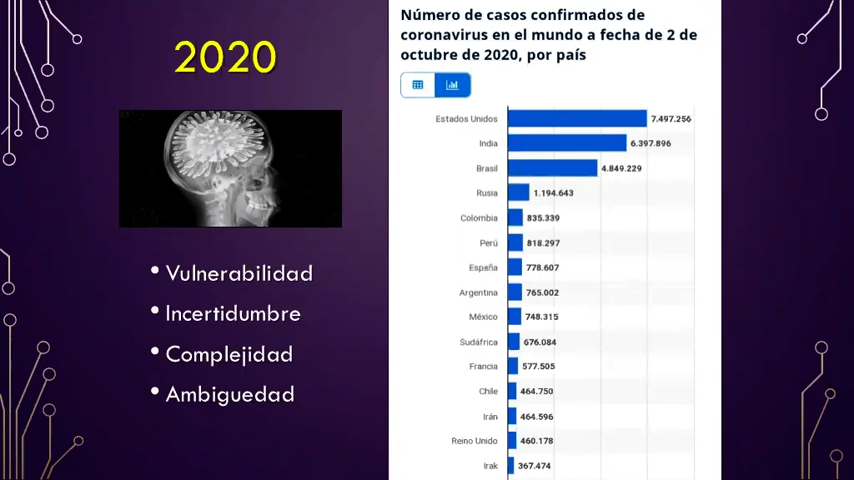 2020
• Vulnerabilidad
• Incertidumbre
• Complejidad
• Ambiguedad
Número de casos confirmados de
coronavirus en el mundo a fecha de 2 de
octubre de 2020, por país
Estados Unidos 7.497.256
India 6.397.896
Brasil 4.849.229
Rusia 1.194.643
Colombia 835.339
Perú 818.297
España 778.607
Argentina 765.002
México 748.315
Sudáfrica 676.084
Francia 577.505
Chile 464.750
Irán 464.596
Reino Unido 460.178
Irak 367.474